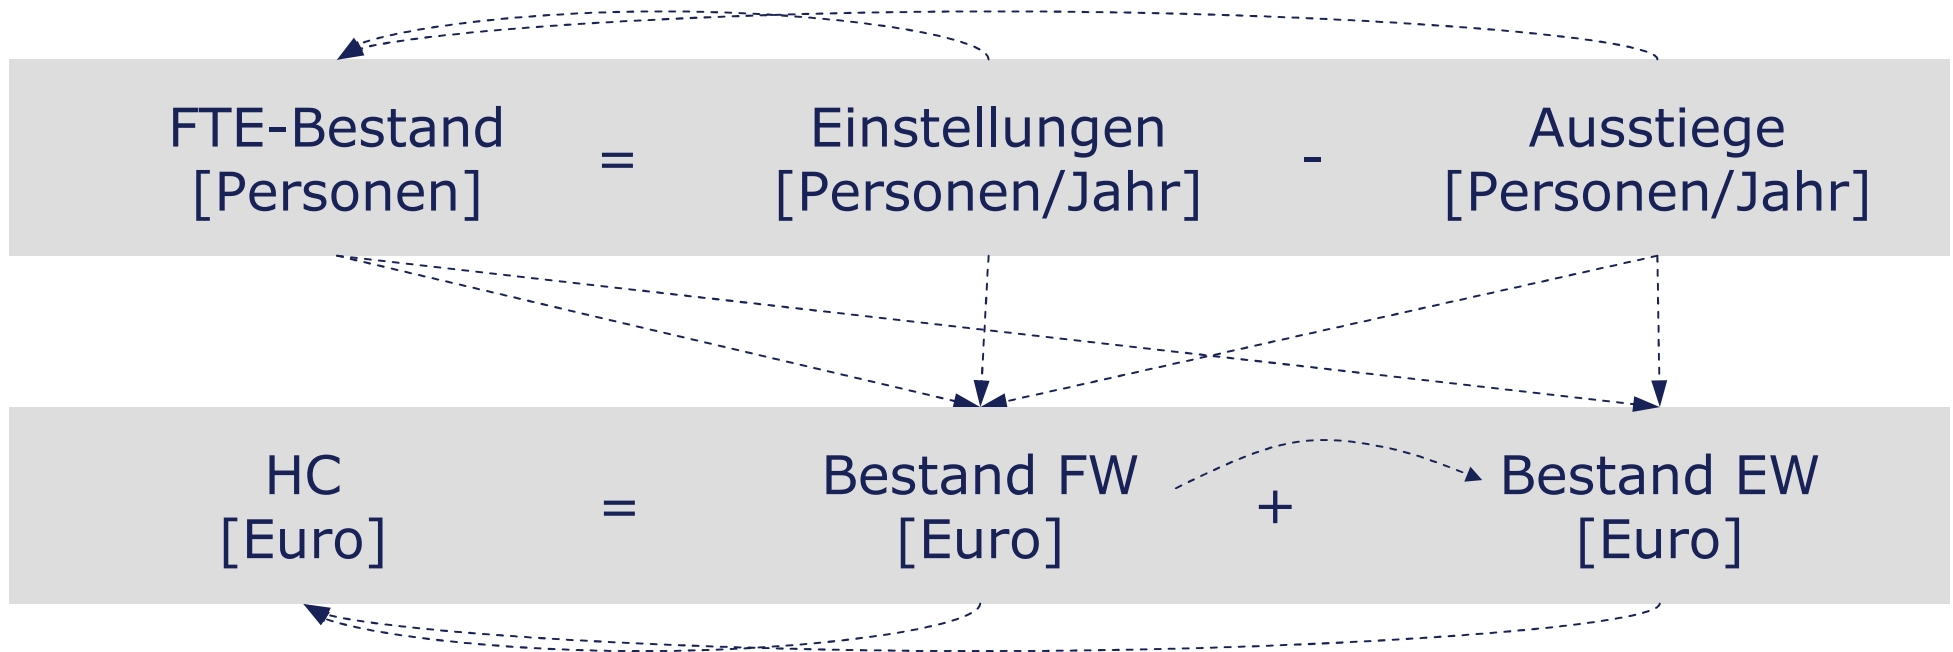 FTE-Bestand
[Personen]
=
Einstellungen
[Personen/Jahr]
-
Ausstiege
[Personen/Jahr]
HC
[Euro]
=
Bestand FW
[Euro]
+
Bestand EW
[Euro]